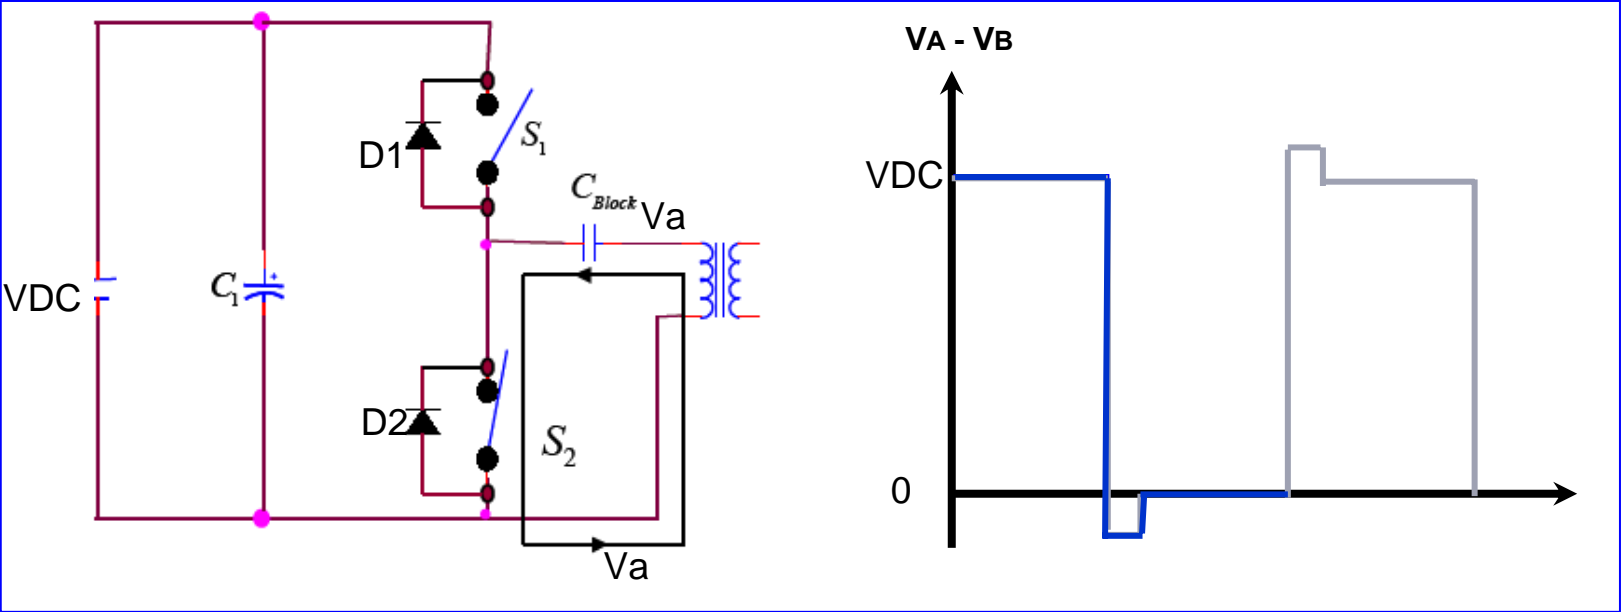 VA - VB
D1
S1
CBlock
Va
VDC
C1
VDC
D2
S2
0
Va